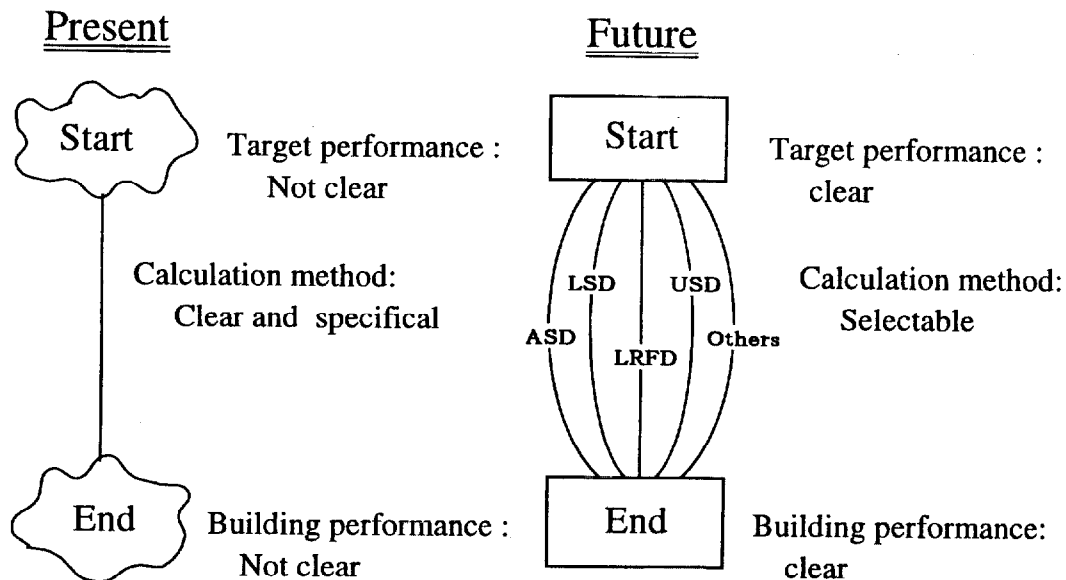 Present
Start
Target performance :
Not clear
Calculation method:
Clear and specifical
End
Building performance :
Not clear
Future
Start
Target performance :
clear
LSD
USD
ASD
LRFD
Others
Calculation method:
Selectable
End
Building performance:
clear